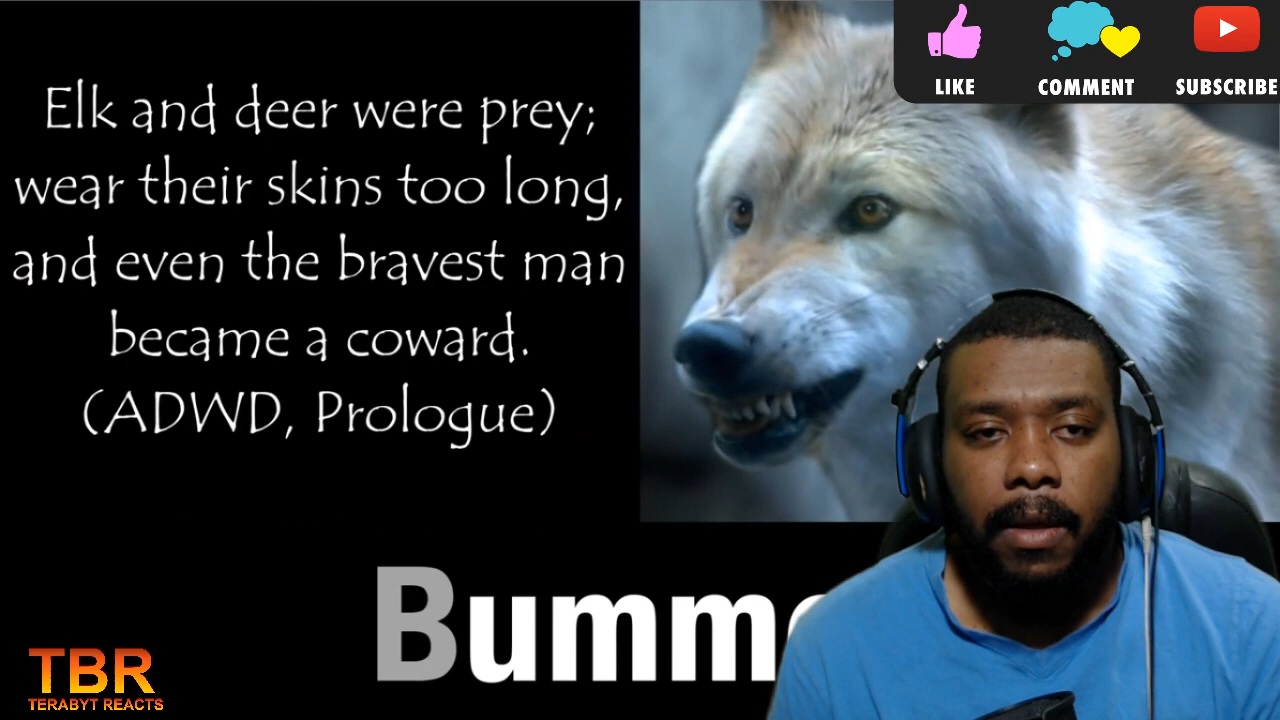 Elk and deer were prey;
wear their skins too long,
and even the bravest man
became a coward.
(ADWD, Prologue)
LIKE
COMMENT
SUBSCRIBE
TBR
TERABYT REACTS